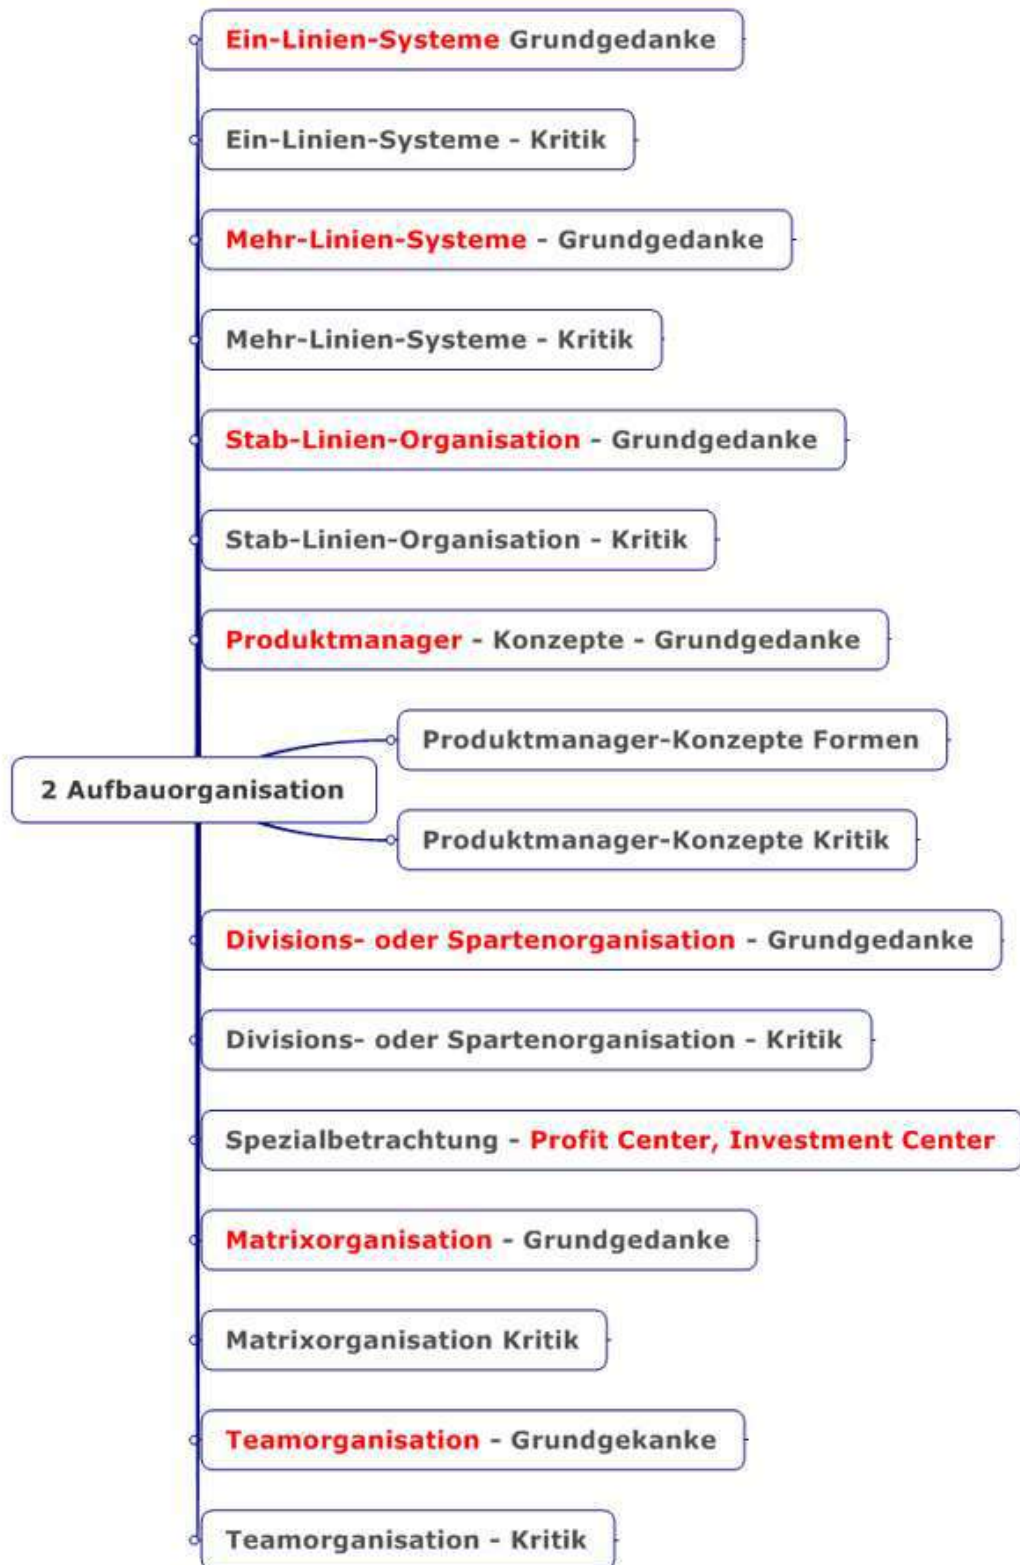 Ein-Linien-Systeme Grundgedanke
Ein-Linien-Systeme - Kritik
Mehr-Linien-Systeme - Grundgedanke
Mehr-Linien-Systeme - Kritik
Stab-Linien-Organisation - Grundgedanke
Stab-Linien-Organisation - Kritik
Produktmanager - Konzepte - Grundgedanke
Produktmanager-Konzepte Formen
2 Aufbauorganisation
Produktmanager-Konzepte Kritik
Divisions- oder Spartenorganisation - Grundgedanke
Divisions- oder Spartenorganisation - Kritik
Spezialbetrachtung - Profit Center, Investment Center
Matrixorganisation - Grundgedanke
Matrixorganisation Kritik
Teamorganisation - Grundgekanke
Teamorganisation - Kritik